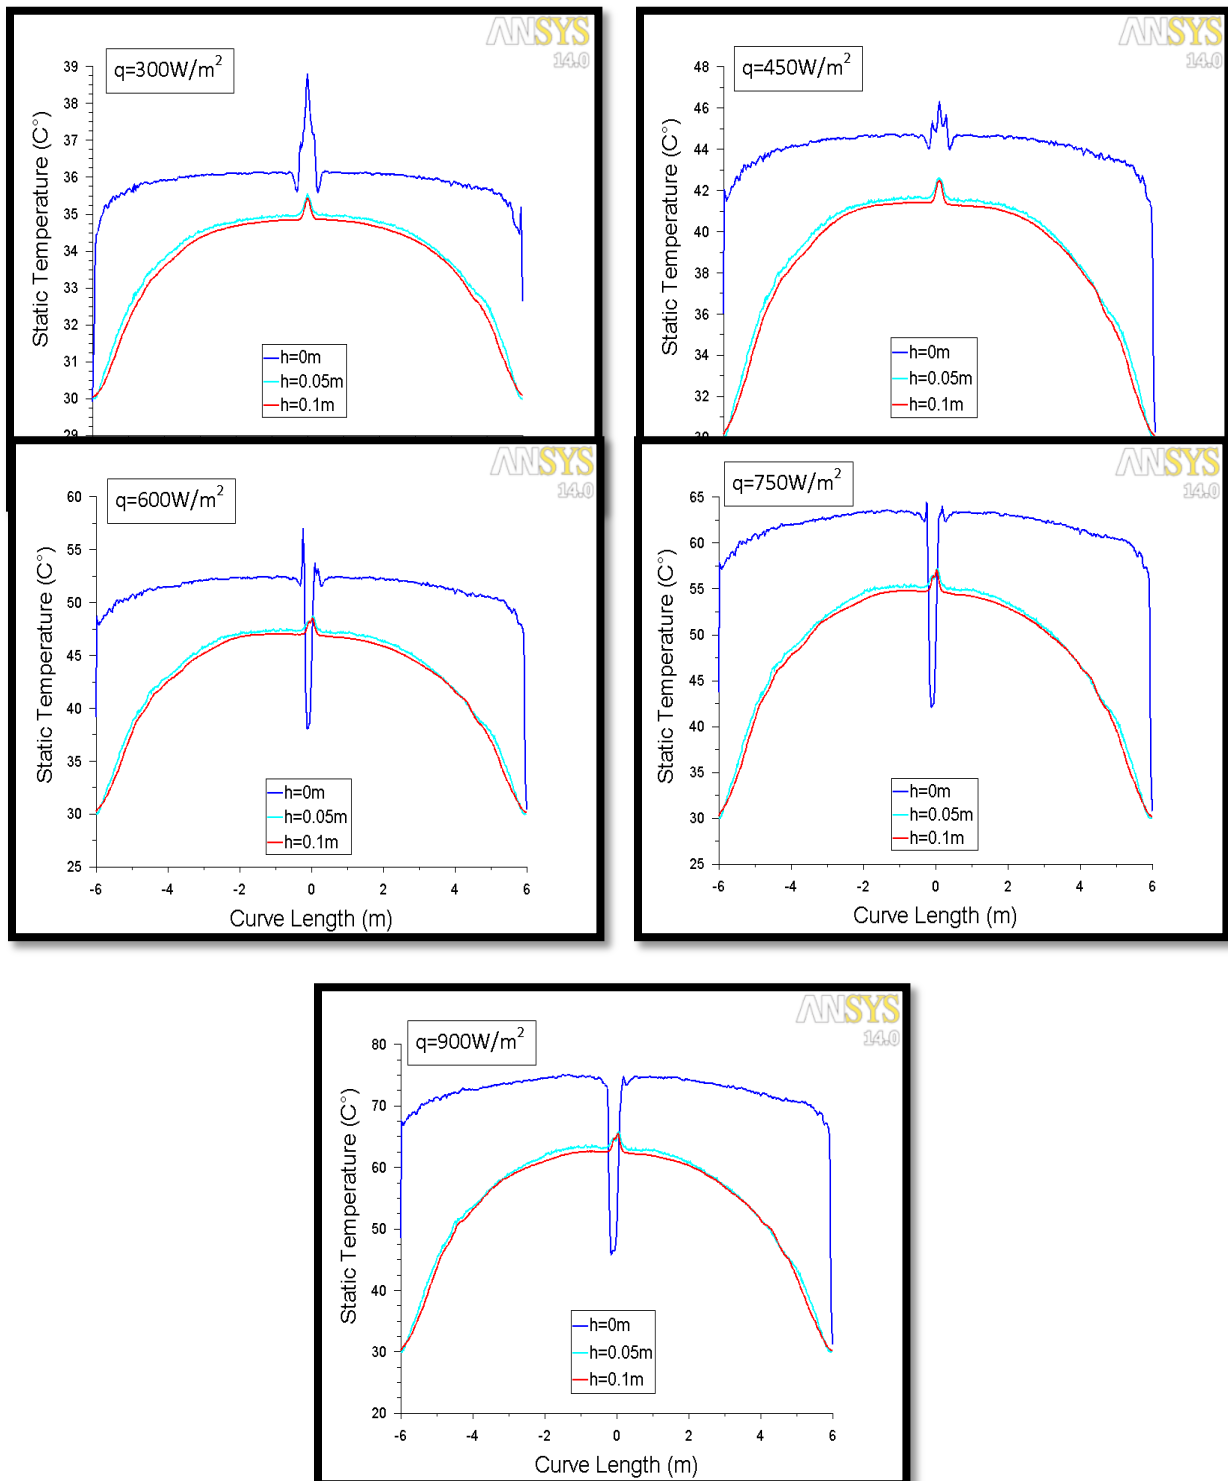 ANSYS
14.0
q=300W/m²
39
38
37
36
35
34
33
32
31
30
29
Static Temperature (C°)
h=0m
h=0.05m
h=0.1m
ANSYS
14.0
q=450W/m²
48
46
44
42
40
38
36
34
32
30
Static Temperature (C°)
h=0m
h=0.05m
h=0.1m
ANSYS
14.0
q=600W/m²
60
55
50
45
40
35
30
25
Static Temperature (C°)
h=0m
h=0.05m
h=0.1m
-6 -4 -2 0 2 4 6
Curve Length (m)
ANSYS
14.0
q=750W/m²
65
60
55
50
45
40
35
30
25
Static Temperature (C°)
h=0m
h=0.05m
h=0.1m
-6 -4 -2 0 2 4 6
Curve Length (m)
ANSYS
14.0
q=900W/m²
80
70
60
50
40
30
20
Static Temperature (C°)
h=0m
h=0.05m
h=0.1m
-6 -4 -2 0 2 4 6
Curve Length (m)